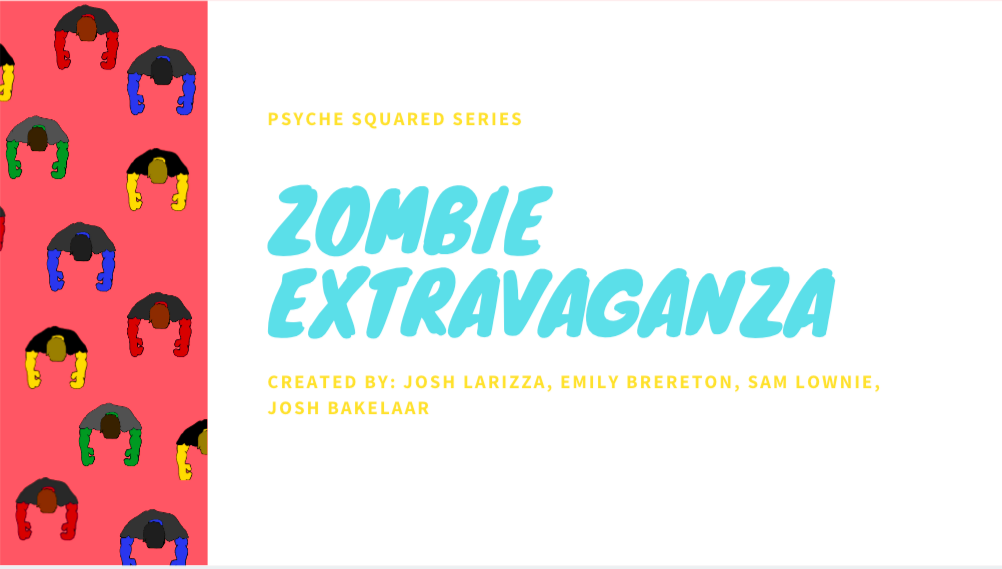 PSYCHE SQUARED SERIES
ZOMBIE
EXTRAVAGANZA
CREATED BY: JOSH LARIZZA, EMILY BRERETON, SAM LOWNIE,
JOSH BAKELAAR